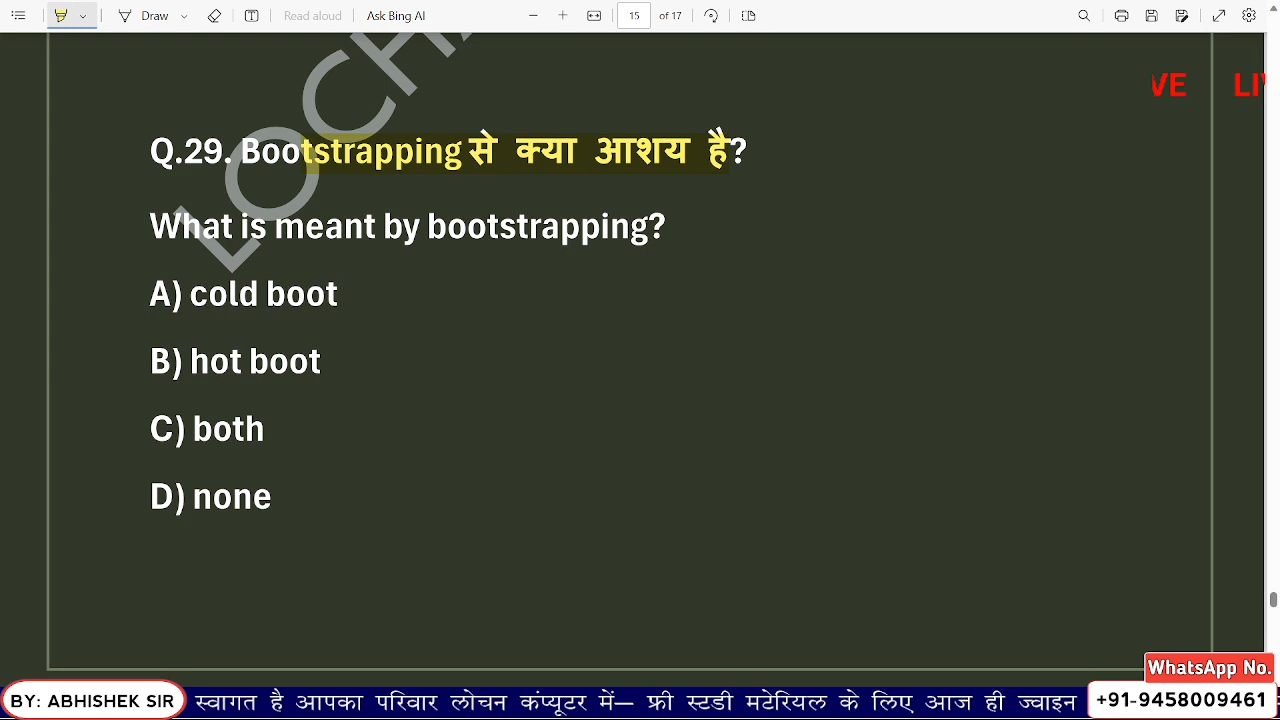 Draw
Read aloud
Ask Bing AI
15 of 17
VE LI
LOCH
Q.29. Bootstrapping से क्या आशय है?
What is meant by bootstrapping?
A) cold boot
B) hot boot
C) both
D) none
WhatsApp No.
BY: ABHISHEK SIR
स्वागत है आपका परिवार लोचन कंप्यूटर में— फ्री स्टडी मटेरियल के लिए आज ही ज्वाइन
+91-9458009461